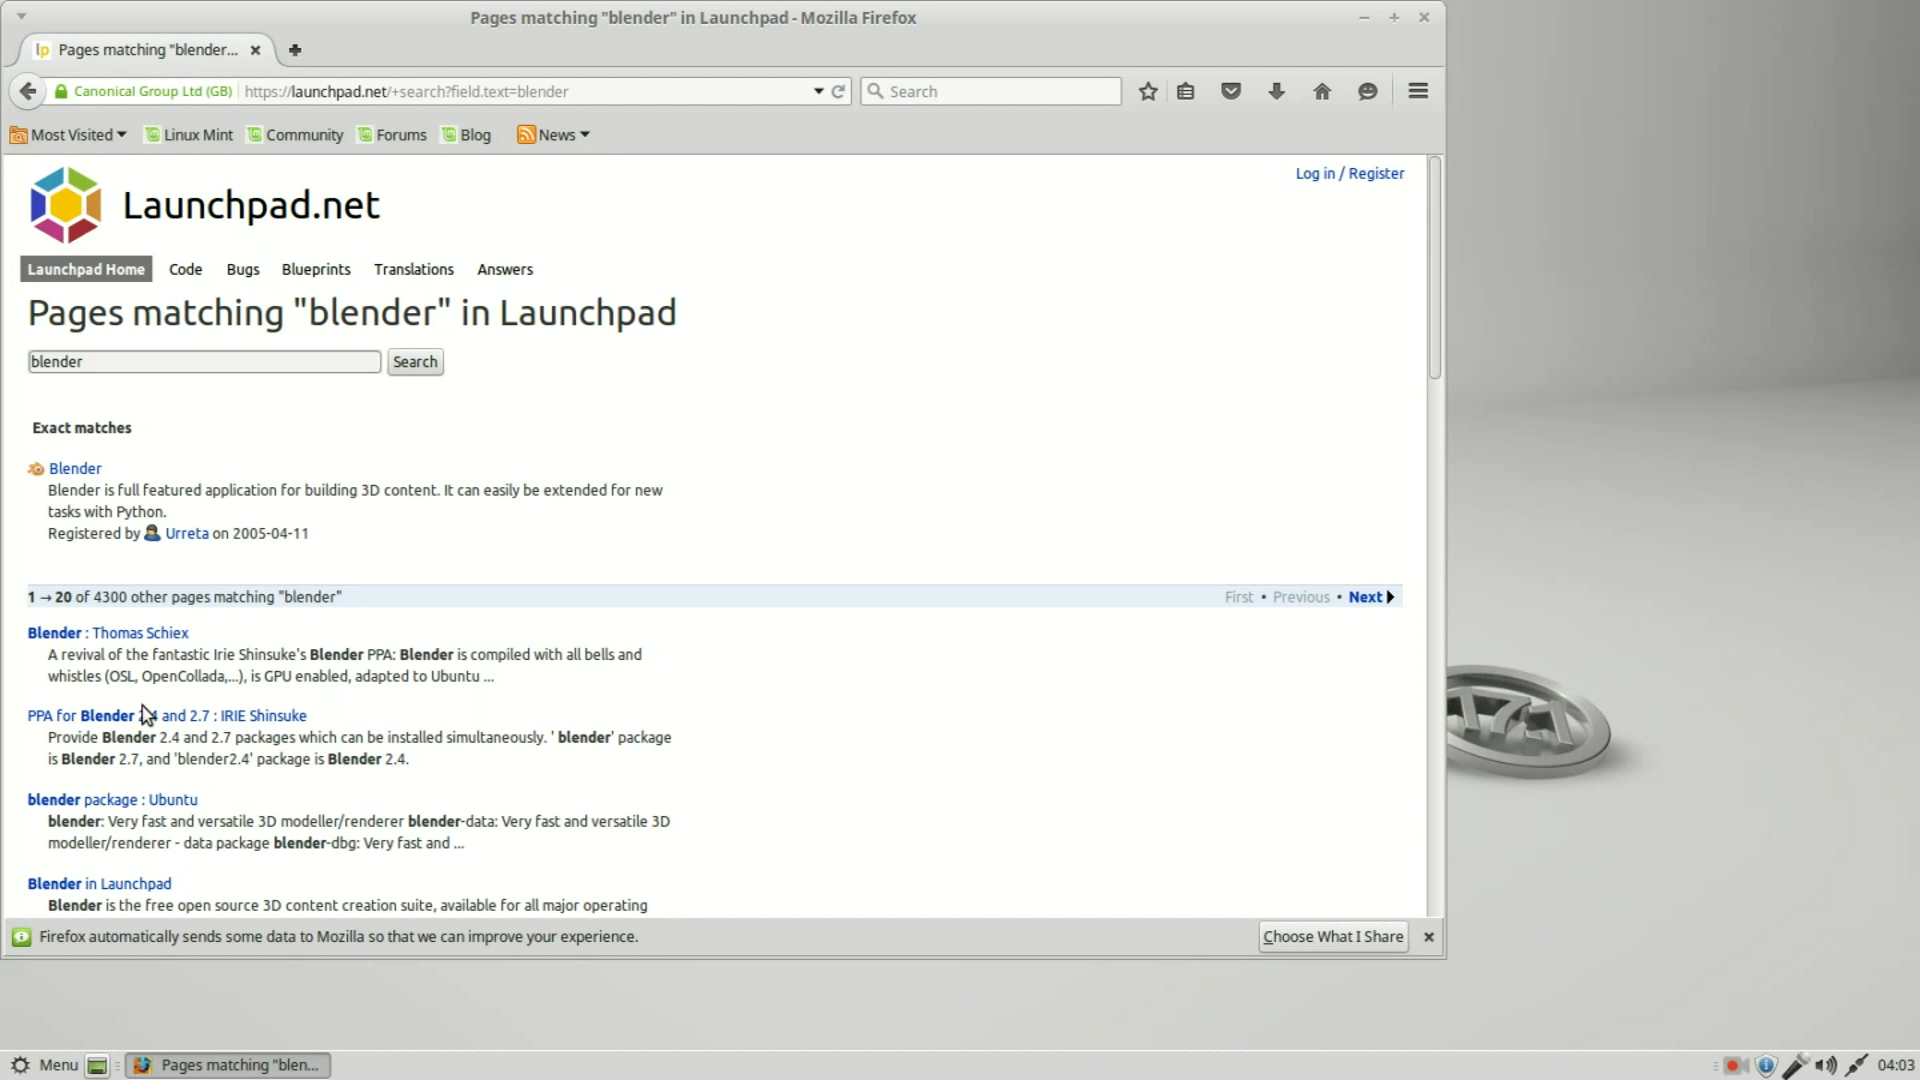 Pages matching "blender" in Launchpad - Mozilla Firefox
lp Pages matching "blender...
Canonical Group Ltd (GB) https://launchpad.net/+search?field.text=blender Search
Most Visited Linux Mint Community Forums Blog News
Log in / Register
Launchpad.net
Launchpad Home Code Bugs Blueprints Translations Answers
Pages matching "blender" in Launchpad
blender Search
Exact matches
Blender
Blender is full featured application for building 3D content. It can easily be extended for new
tasks with Python.
Registered by Urreta on 2005-04-11
1 → 20 of 4300 other pages matching "blender" First • Previous • Next
Blender : Thomas Schiex
A revival of the fantastic Irie Shinsuke's Blender PPA: Blender is compiled with all bells and
whistles (OSL, OpenCollada,...), is GPU enabled, adapted to Ubuntu ...
PPA for Blender 2.4 and 2.7 : IRIE Shinsuke
Provide Blender 2.4 and 2.7 packages which can be installed simultaneously. ' blender' package
is Blender 2.7, and 'blender2.4' package is Blender 2.4.
blender package : Ubuntu
blender: Very fast and versatile 3D modeller/renderer blender-data: Very fast and versatile 3D
modeller/renderer - data package blender-dbg: Very fast and ...
Blender in Launchpad
Blender is the free open source 3D content creation suite, available for all major operating
Firefox automatically sends some data to Mozilla so that we can improve your experience. Choose What I Share
17.1
Menu Pages matching "blen... 04:03